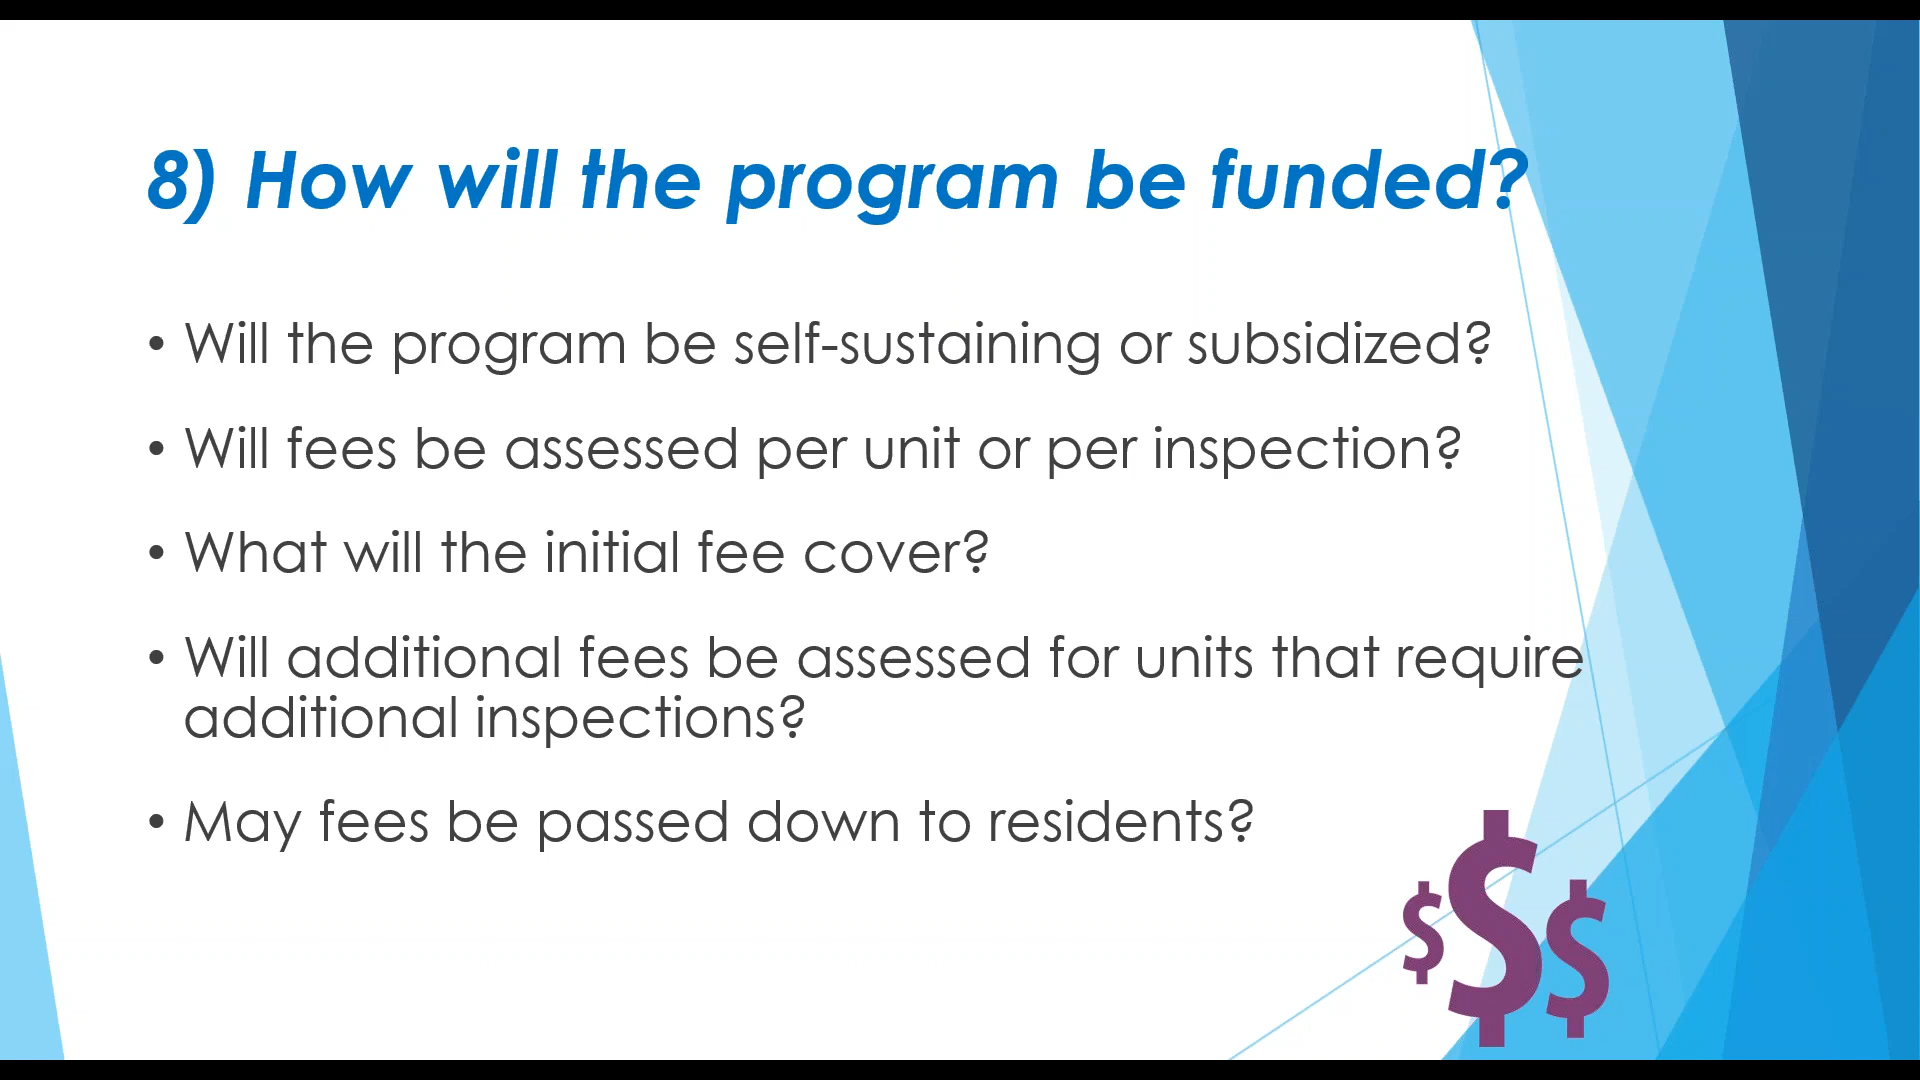 8) How will the program be funded?
• Will the program be self-sustaining or subsidized?
• Will fees be assessed per unit or per inspection?
• What will the initial fee cover?
• Will additional fees be assessed for units that require
additional inspections?
• May fees be passed down to residents?
$$$